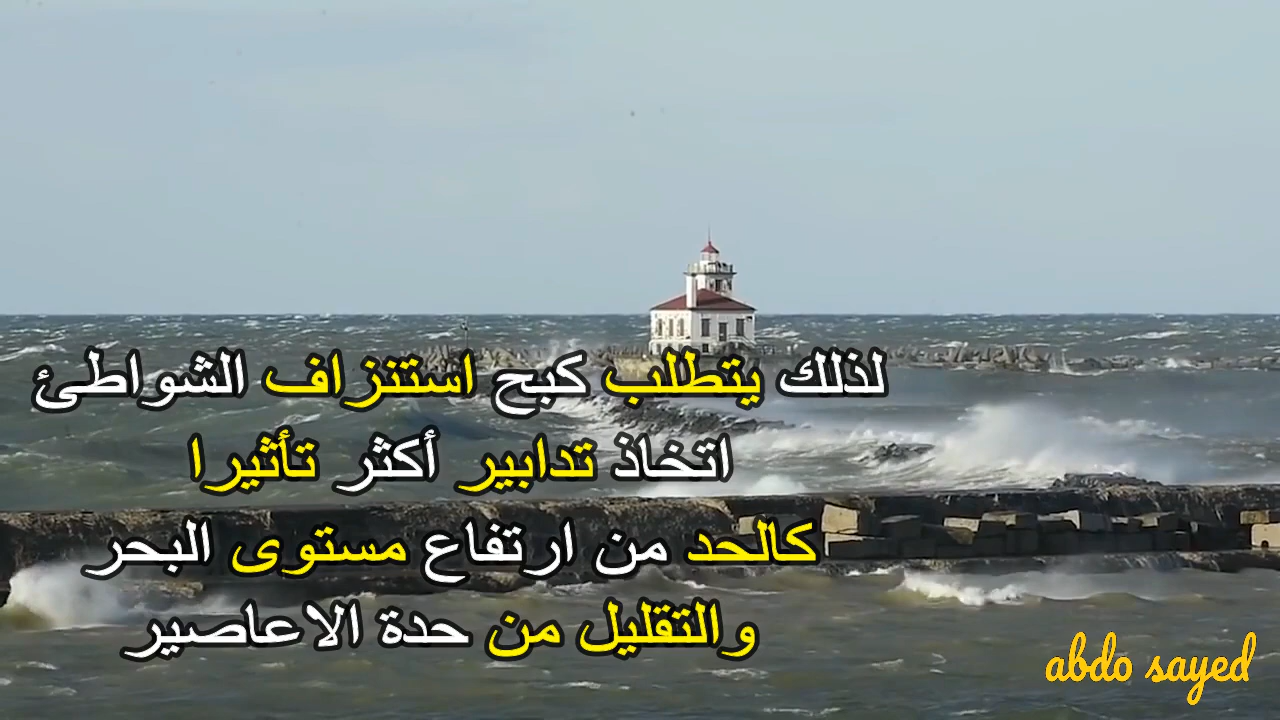 لذلك يتطلب كبح استنزاف الشواطئ
اتخاذ تدابير أكثر تأثيرا
كالحد من ارتفاع مستوى البحر
والتقليل من حدة الاعاصير
abdo sayed